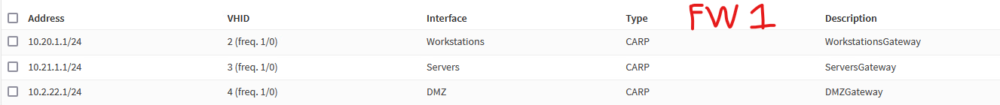 Address VHID Interface Type FW 1 Description
10.20.1.1/24 2 (freq. 1/0) Workstations CARP WorkstationsGateway
10.21.1.1/24 3 (freq. 1/0) Servers CARP ServersGateway
10.2.22.1/24 4 (freq. 1/0) DMZ CARP DMZGateway